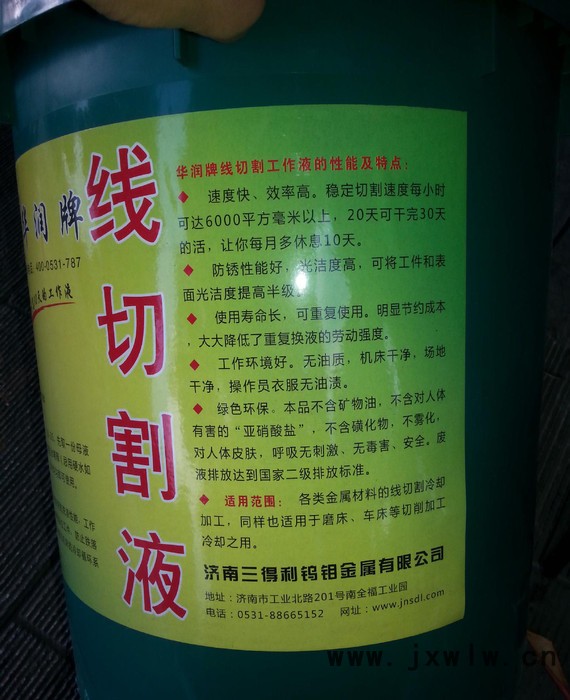 华润牌
线切割液
400-0531-787
的工作液
华润牌线切割工作液的性能及特点:
◆ 速度快、效率高。稳定切割速度每小时
可达6000平方毫米以上,20天可干完30天
的活,让你每月多休息10天。
◆ 防锈性能好,光洁度高,可将工件和表
面光洁度提高半级。
◆ 使用寿命长,可重复使用。明显节约成本
,大大降低了重复换液的劳动强度。
◆ 工作环境好。无油质,机床干净,场地
干净,操作员衣服无油渍。
◆ 绿色环保。本品不含矿物油,不含对人体
有害的“亚硝酸盐”,不含磺化物,不雾化,
对人体皮肤,呼吸无刺激、无毒害、安全。废
液排放达到国家二级排放标准。
◆ 适用范围: 各类金属材料的线切割冷却
加工,同样也适用于磨床、车床等切削加工
冷却之用。
济南三得利钨钼金属有限公司
地址:济南市工业北路201号南全福工业园
电话:0531-88665152 网址:www.jnsdl.com
www.jxwlw.cn